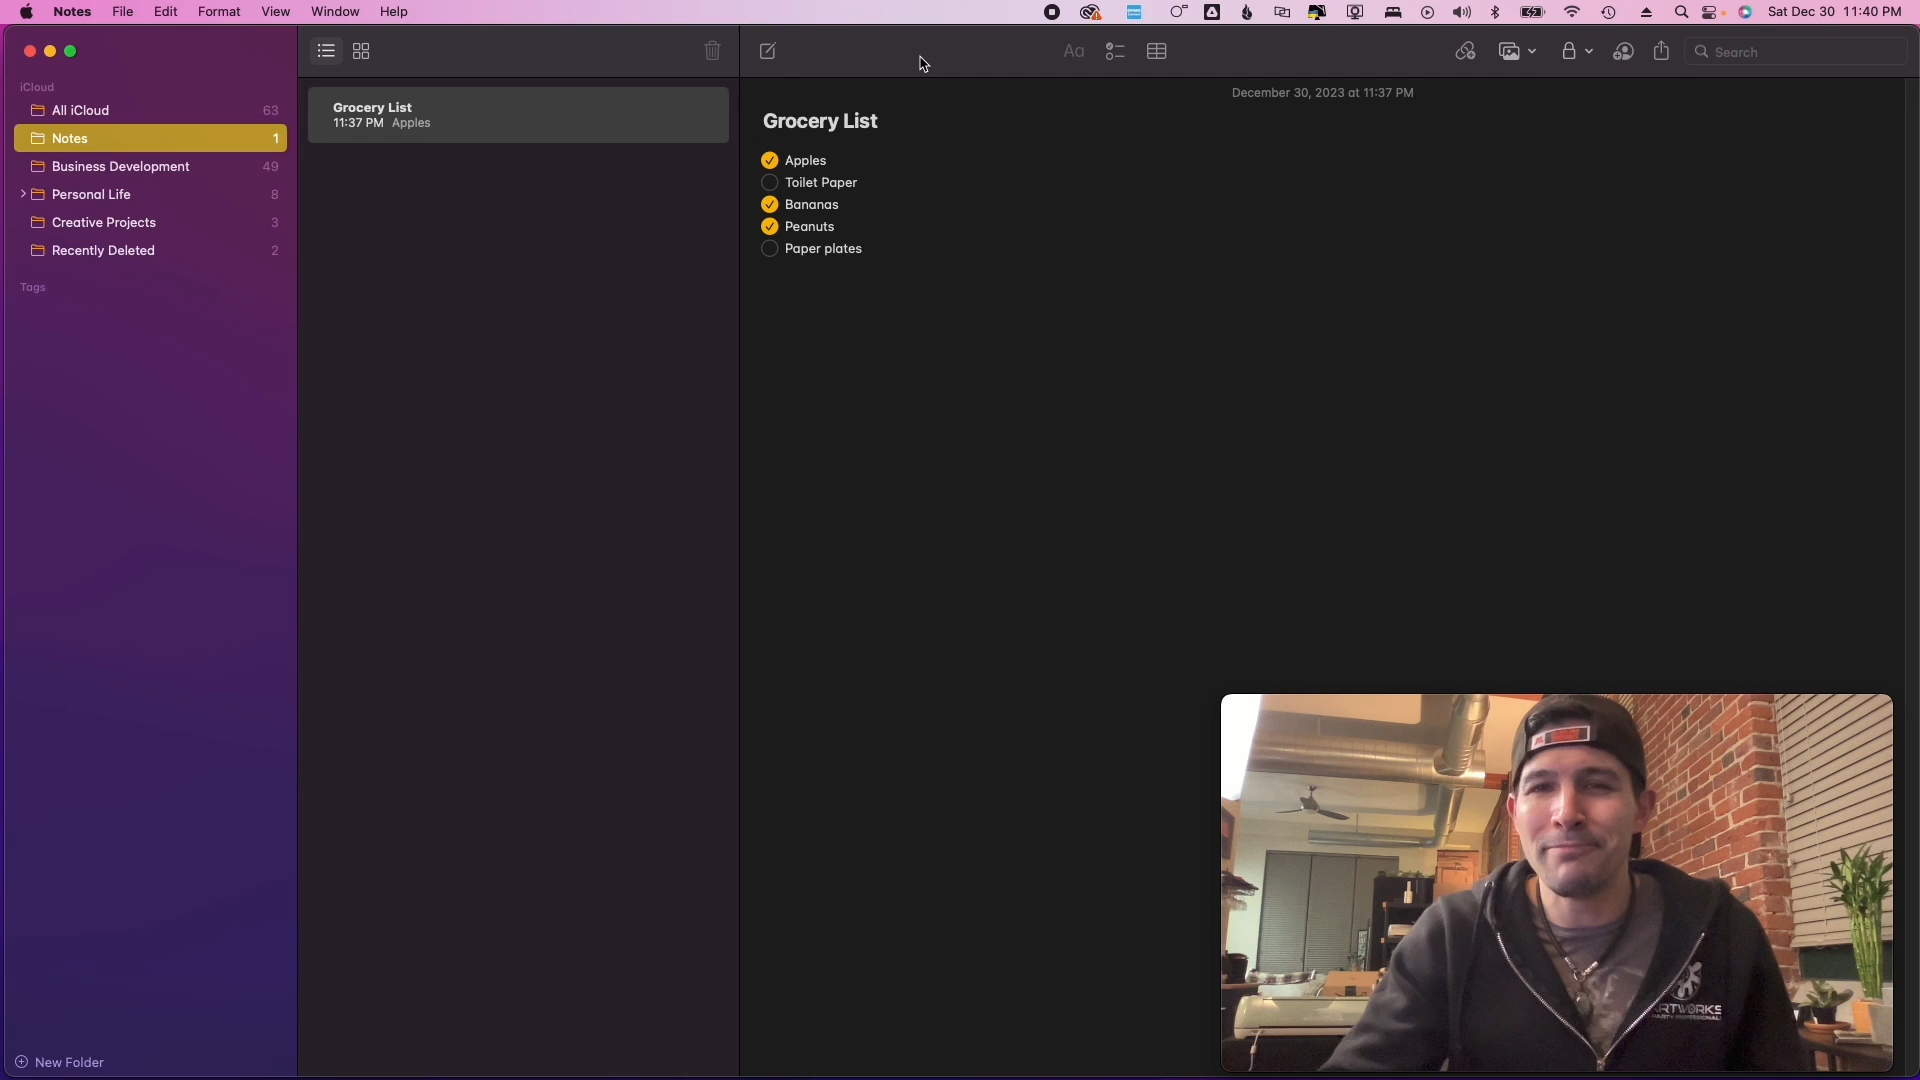 Notes File Edit Format View Window Help
Sat Dec 30 11:40 PM
iCloud
All iCloud 63
Notes 1
Business Development 49
Personal Life 8
Creative Projects 3
Recently Deleted 2
Tags
New Folder
Grocery List
11:37 PM Apples
Aa
Search
December 30, 2023 at 11:37 PM
Grocery List
Apples
Toilet Paper
Bananas
Peanuts
Paper plates
ARTWORKS